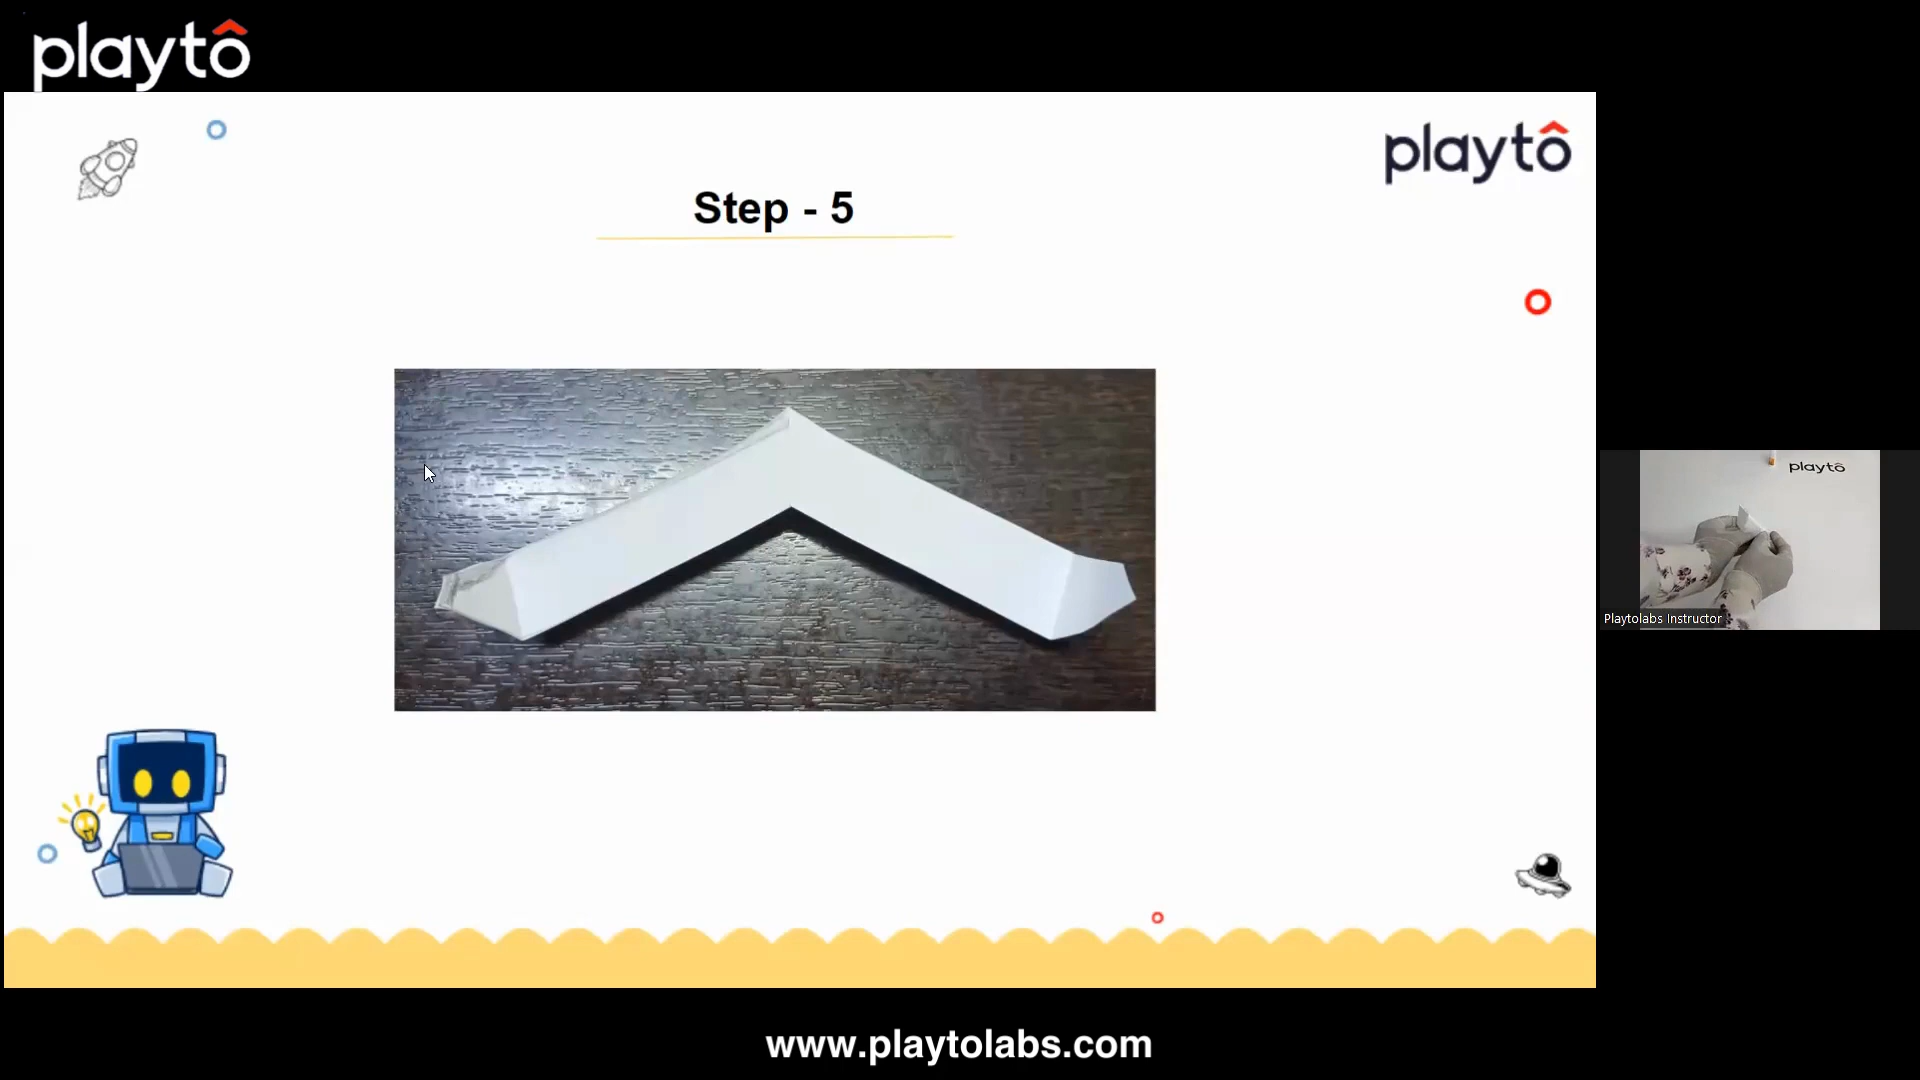 playtô
playtô
Step - 5
playtô
Playtolabs Instructor
www.playtolabs.com